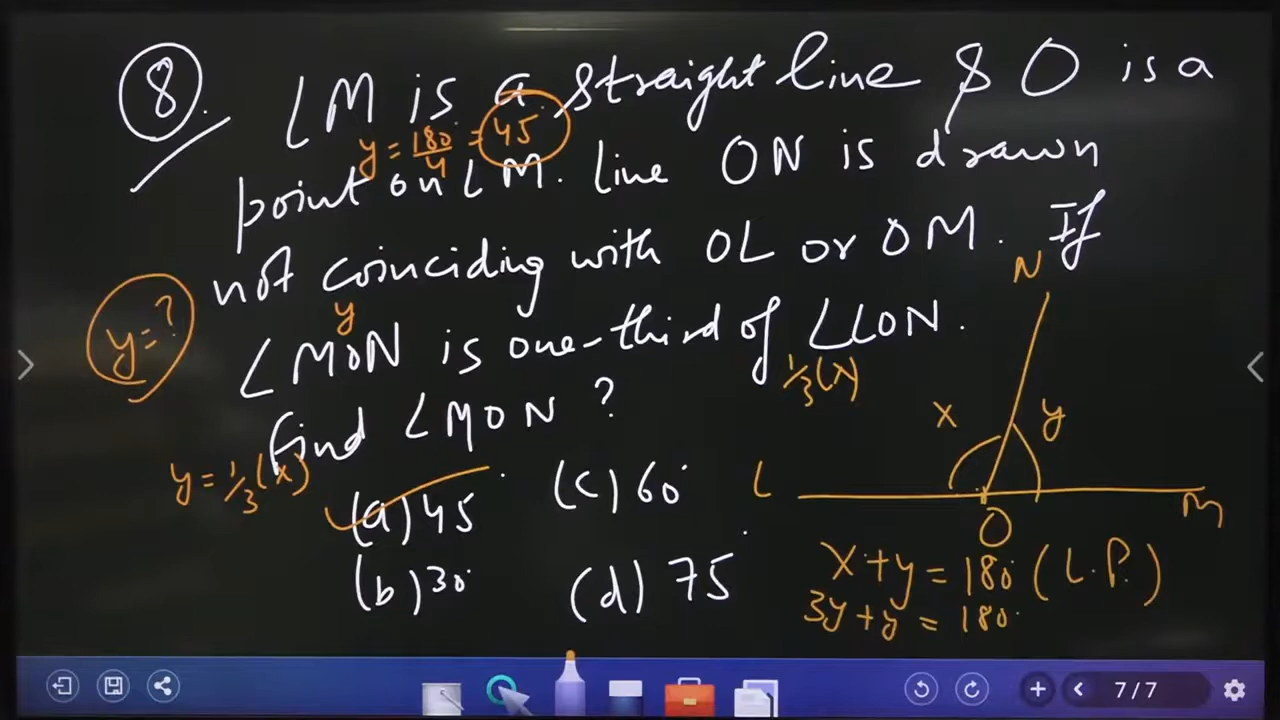 8. LM is a straight line & O is a
y = 180/4 = 45°
point on LM. Line ON is drawn
not coinciding with OL or OM. If
y = ?
y
∠MON is one-third of ∠LON.
1/3(x)
find ∠MON ?
y = 1/3(x)
(a) 45° (c) 60°
(b) 30° (d) 75°
N
x y
L O M
x + y = 180° (L.P.)
3y + y = 180°
7/7